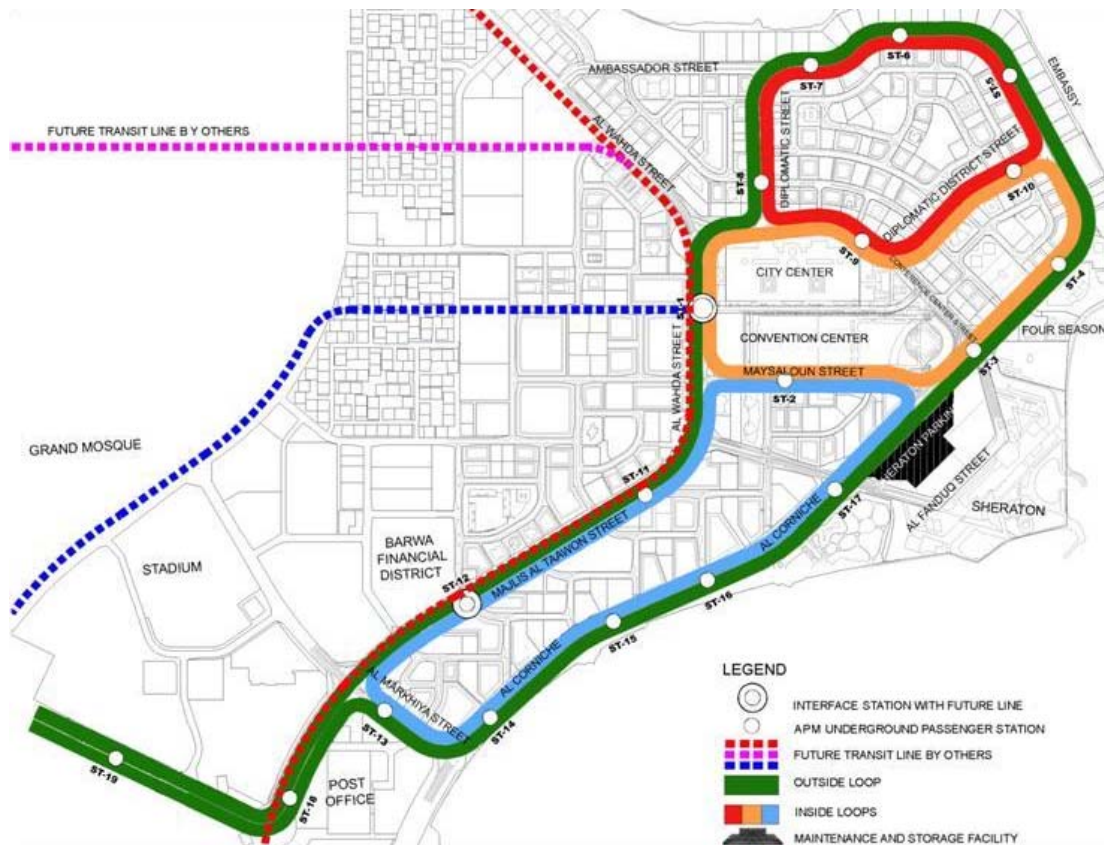 AMBASSADOR STREET
ST-6
ST-7
ST-5
EMBASSY
FUTURE TRANSIT LINE B Y OTHERS
AL WAHDA STREET
DIPLOMATIC STREET
ST-8
DIPLOMATIC DISTRICT STREET
ST-10
ST-9
CITY CENTER
CONFERENCE CENTER STREET
ST-4
ST-1
CONVENTION CENTER
FOUR SEASON
ST-3
MAYSALOUN STREET
ST-2
AL WAHDA STREET
GRAND MOSQUE
ST-11
SHERATON PARKIN
AL FANDUQ STREET
SHERATON
ST-17
AL CORNICHE
MAJLIS AL TAAWON STREET
BARWA
FINANCIAL
DISTRICT
STADIUM
ST-12
ST-16
ST-15
AL CORNICHE
AL MARKHIYA STREET
ST-13
ST-14
ST-19
ST-18
POST
OFFICE
LEGEND
INTERFACE STATION WITH FUTURE LINE
APM UNDERGROUND PASSENGER STATION
FUTURE TRANSIT LINE BY OTHERS
OUTSIDE LOOP
INSIDE LOOPS
MAINTENANCE AND STORAGE FACILITY